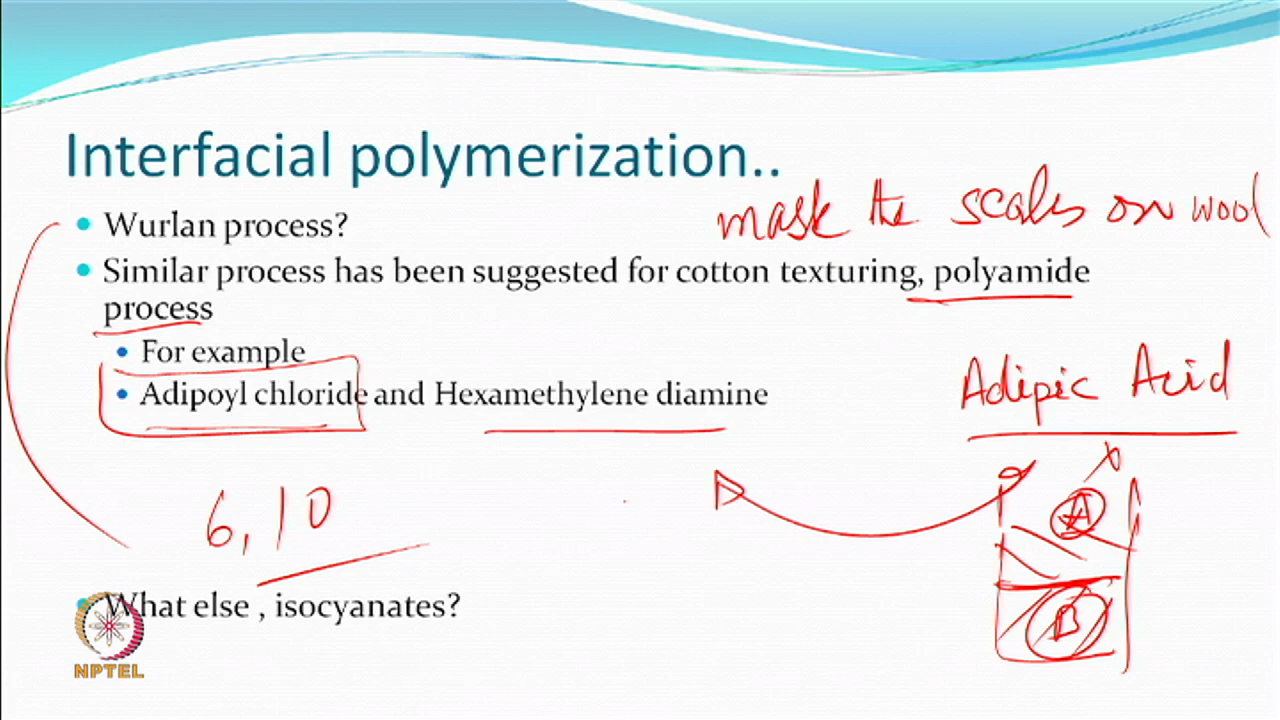 Interfacial polymerization..
mask the scales on wool
Wurlan process?
Similar process has been suggested for cotton texturing, polyamide
process
For example
Adipoyl chloride and Hexamethylene diamine
Adipic Acid
A
6, 10
What else , isocyanates?
B
NPTEL